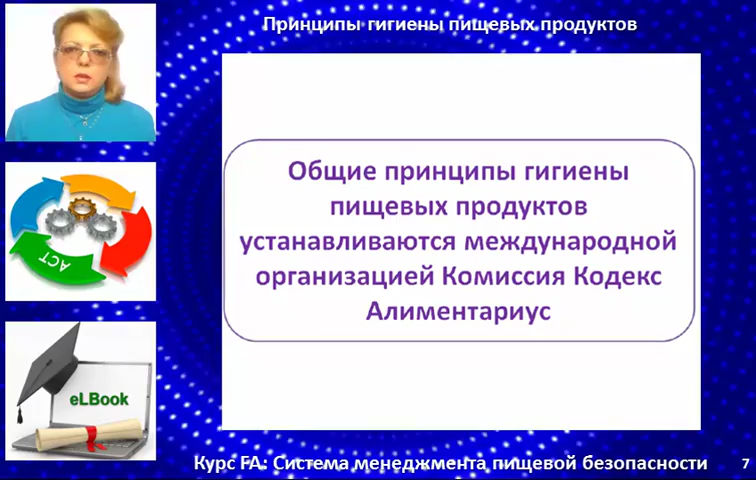 Принципы гигиены пищевых продуктов
Общие принципы гигиены
пищевых продуктов
устанавливаются международной
организацией Комиссия Кодекс
Алиментариус
ACT
eLBook
Курс FA: Система менеджмента пищевой безопасности
7